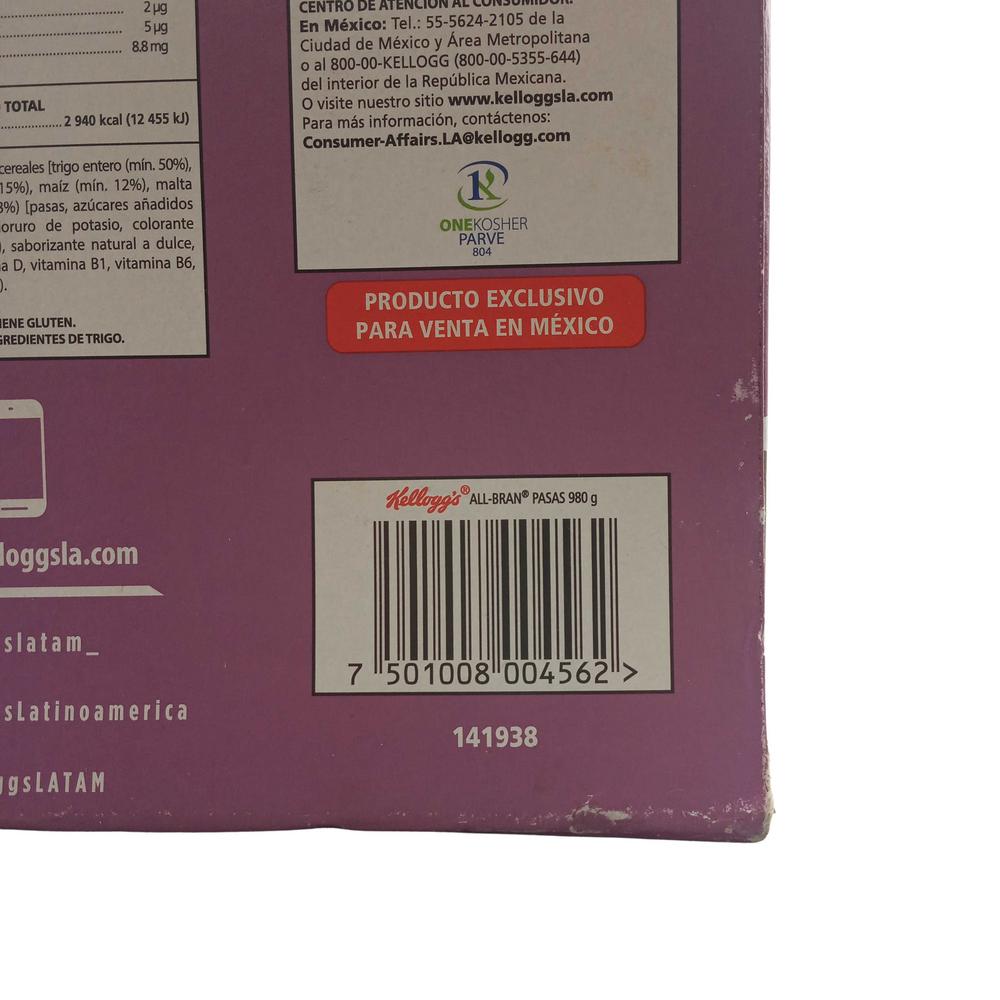 2 µg
5 µg
8.8 mg
TOTAL
2 940 kcal (12 455 kJ)
cereales [trigo entero (mín. 50%),
15%), maíz (mín. 12%), malta
8%) [pasas, azúcares añadidos
oruro de potasio, colorante
), saborizante natural a dulce,
a D, vitamina B1, vitamina B6,
).
IENE GLUTEN.
GREDIENTES DE TRIGO.
loggsla.com
slatam_
sLatinoamerica
ggsLATAM
CENTRO DE ATENCIÓN AL CONSUMIDOR:
En México: Tel.: 55-5624-2105 de la
Ciudad de México y Área Metropolitana
o al 800-00-KELLOGG (800-00-5355-644)
del interior de la República Mexicana.
O visite nuestro sitio www.kelloggsla.com
Para más información, contáctenos:
Consumer-Affairs.LA@kellogg.com
ONEKOSHER
PARVE
804
PRODUCTO EXCLUSIVO
PARA VENTA EN MÉXICO
Kellogg's® ALL-BRAN® PASAS 980 g
7 501008 004562 >
141938